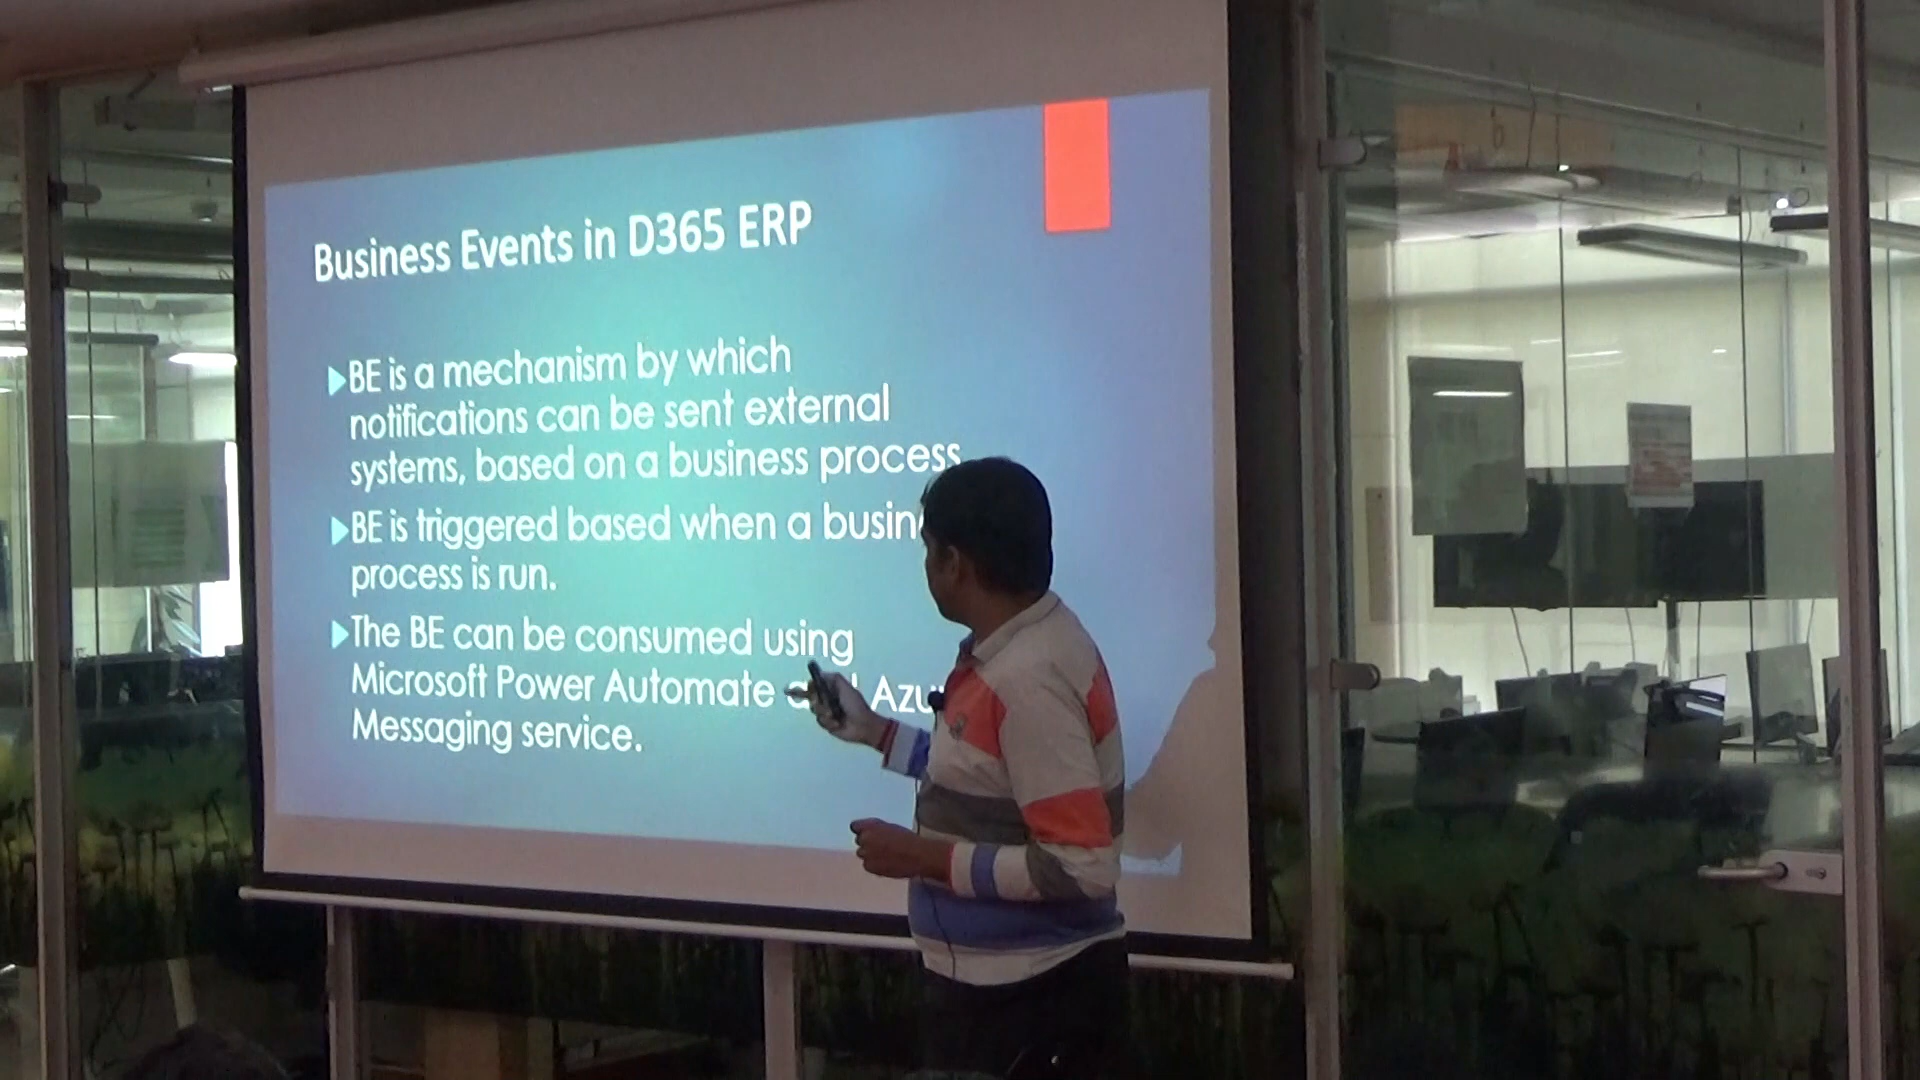 Business Events in D365 ERP
BE is a mechanism by which
notifications can be sent external
systems, based on a business process
BE is triggered based when a
process is run.
The BE can be consumed using
Microsoft Power Automate
Messaging service.